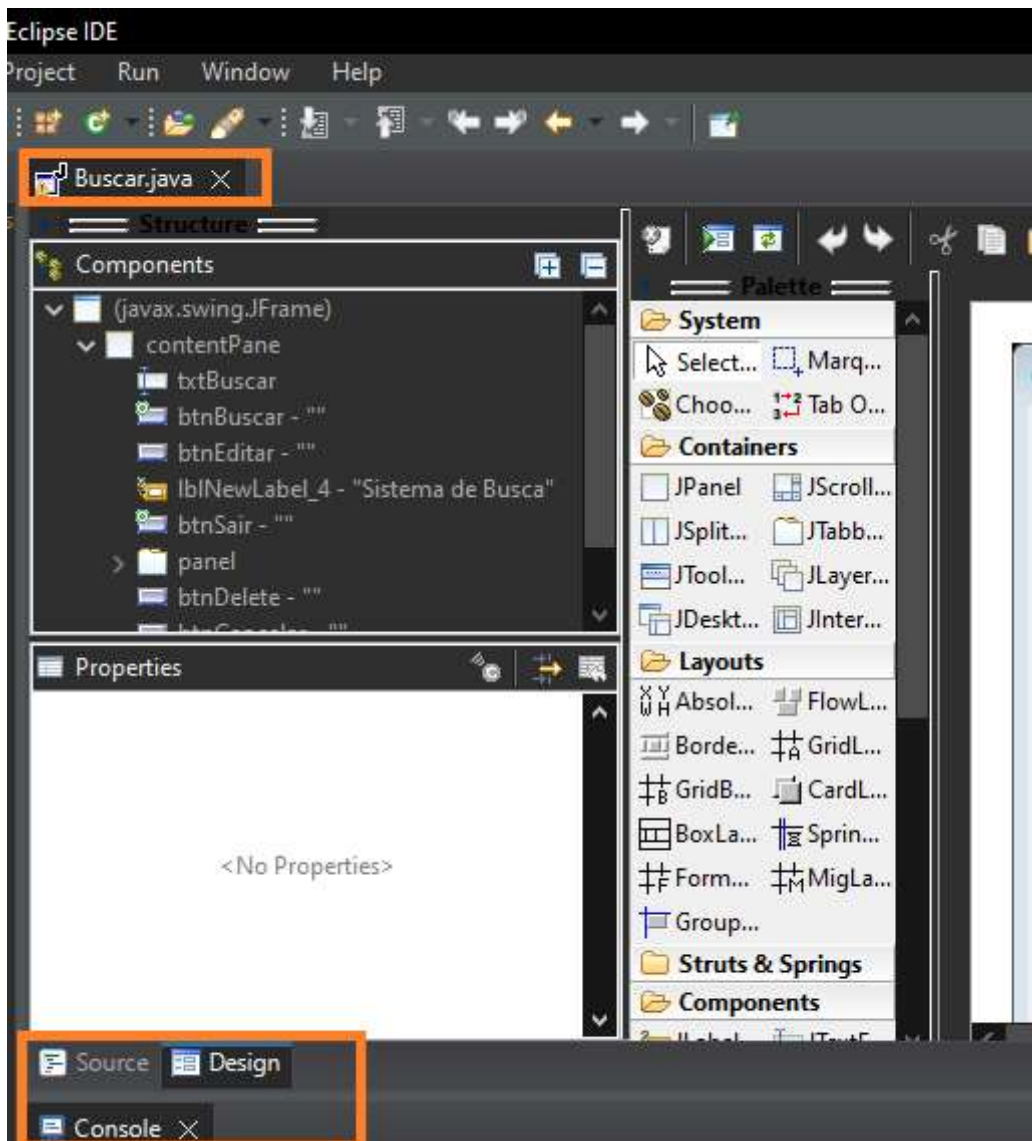 Eclipse IDE
Project Run Window Help
Buscar.java
Structure
Components
(javax.swing.JFrame)
contentPane
txtBuscar
btnBuscar - ""
btnEditar - ""
lblNewLabel_4 - "Sistema de Busca"
btnSair - ""
panel
btnDelete - ""
Properties
<No Properties>
Palette
System
Select... Marq...
Choo... Tab O...
Containers
JPanel JScroll...
JSplit... JTabb...
JTool... JLayer...
JDeskt... JInter...
Layouts
Absol... FlowL...
Borde... GridL...
GridB... CardL...
BoxLa... Sprin...
Form... MigLa...
Group...
Struts & Springs
Components
Source Design
Console